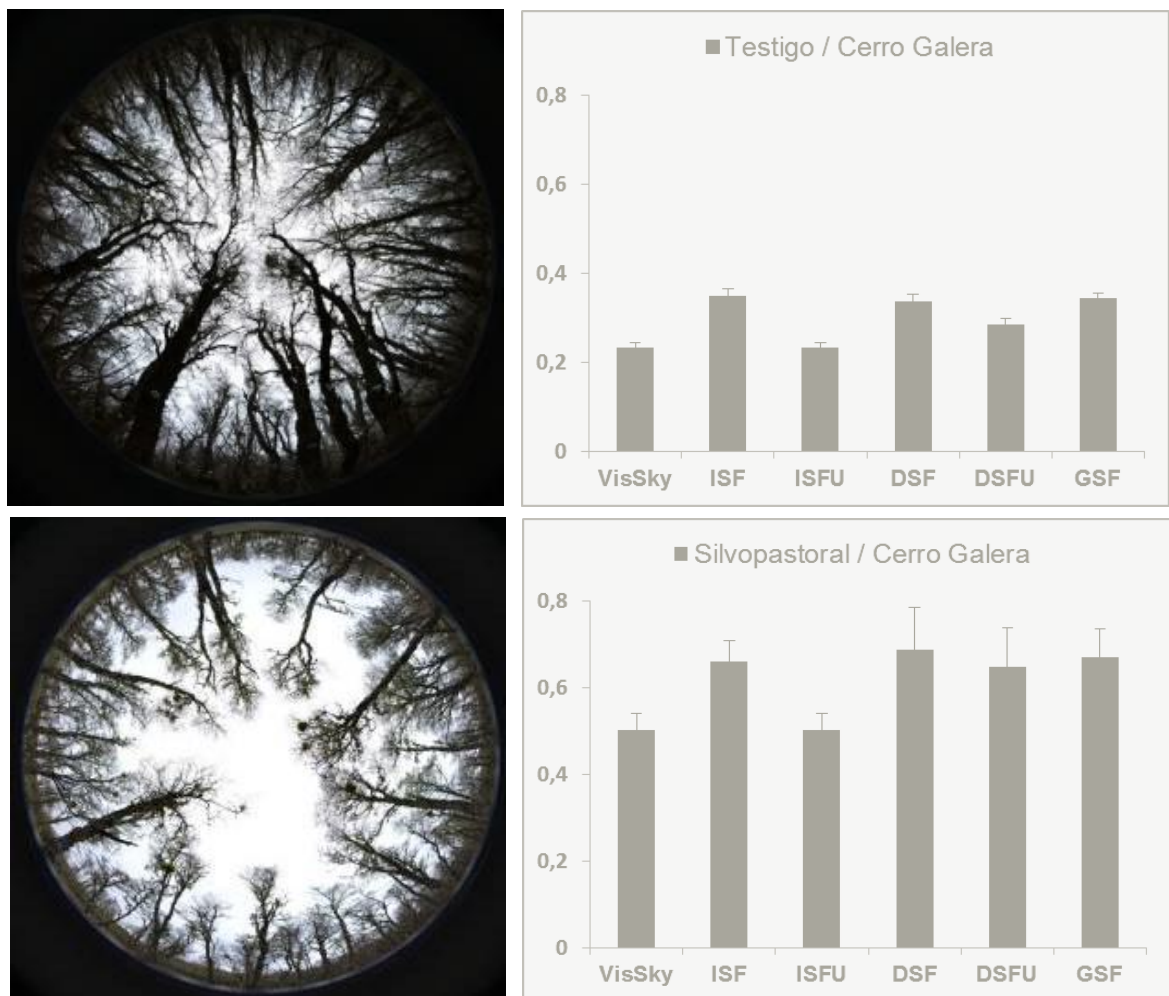 Testigo / Cerro Galera
0,8
0,6
0,4
0,2
0
VisSky ISF ISFU DSF DSFU GSF
Silvopastoral / Cerro Galera
0,8
0,6
0,4
0,2
0
VisSky ISF ISFU DSF DSFU GSF